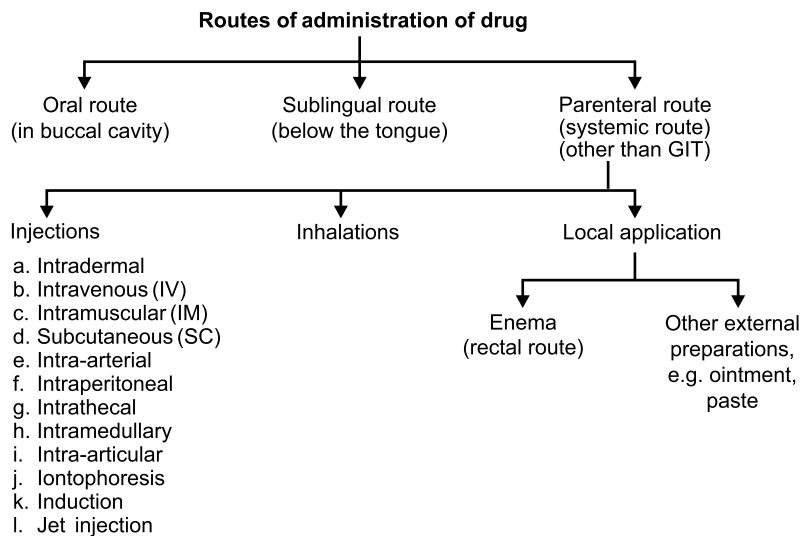 Routes of administration of drug
Oral route
(in buccal cavity)
Sublingual route
(below the tongue)
Parenteral route
(systemic route)
(other than GIT)
Injections
a. Intradermal
b. Intravenous (IV)
c. Intramuscular (IM)
d. Subcutaneous (SC)
e. Intra-arterial
f. Intraperitoneal
g. Intrathecal
h. Intramedullary
i. Intra-articular
j. Iontophoresis
k. Induction
l. Jet injection
Inhalations
Local application
Enema
(rectal route)
Other external
preparations,
e.g. ointment,
paste